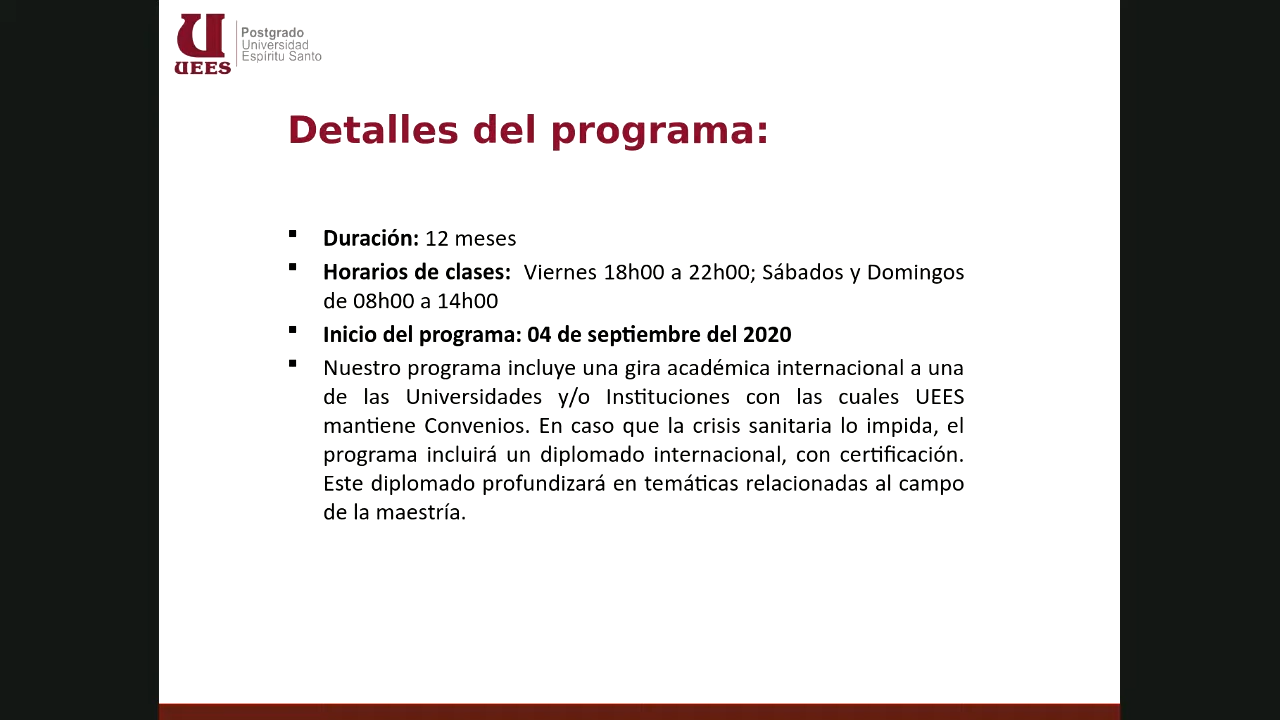 Postgrado
Universidad
Espíritu Santo
UEES
Detalles del programa:
▪ Duración: 12 meses
▪ Horarios de clases: Viernes 18h00 a 22h00; Sábados y Domingos
de 08h00 a 14h00
▪ Inicio del programa: 04 de septiembre del 2020
▪ Nuestro programa incluye una gira académica internacional a una
de las Universidades y/o Instituciones con las cuales UEES
mantiene Convenios. En caso que la crisis sanitaria lo impida, el
programa incluirá un diplomado internacional, con certificación.
Este diplomado profundizará en temáticas relacionadas al campo
de la maestría.